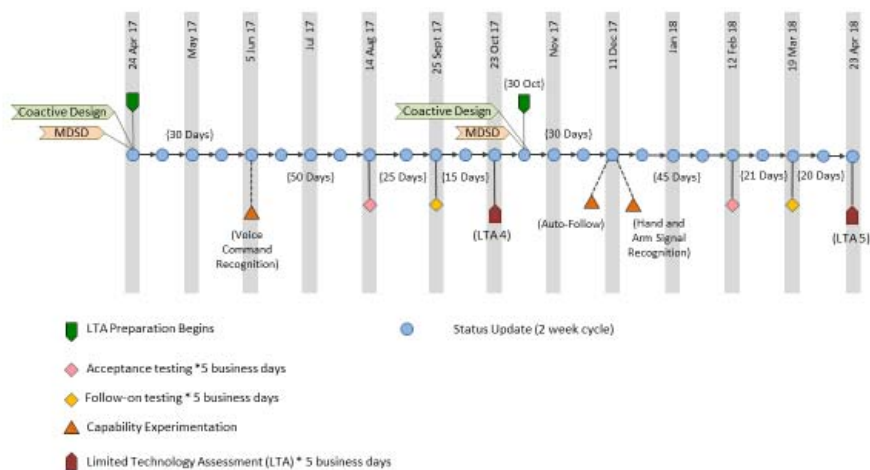 24 Apr 17
May 17
5 Jun 17
Jul 17
14 Aug 17
25 Sept 17
23 Oct 17
Nov 17
11 Dec 17
Jan 18
12 Feb 18
19 Mar 18
23 Apr 18
(30 Oct)
Coactive Design
MDSD
(30 Days)
Coactive Design
MDSD
(30 Days)
(50 Days)
(25 Days)
(15 Days)
(45 Days)
(21 Days)
(20 Days)
(Voice
Command
Recognition)
(LTA 4)
(Auto-Follow)
(Hand and
Arm Signal
Recognition)
(LTA 5)
LTA Preparation Begins
Status Update (2 week cycle)
Acceptance testing *5 business days
Follow-on testing * 5 business days
Capability Experimentation
Limited Technology Assessment (LTA) * 5 business days